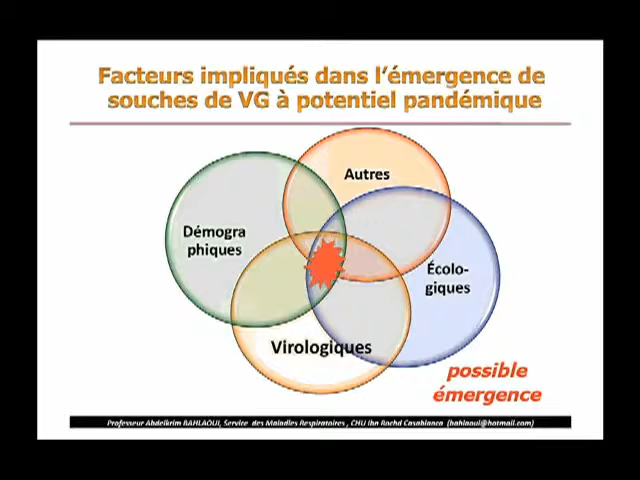 Facteurs impliqués dans l'émergence de
souches de VG à potentiel pandémique
Autres
Démogra
phiques
Écolo-
giques
Virologiques
possible
émergence
Professeur Abdelkrim BAHLAOUI, Service des Maladies Respiratoires , CHU Ibn Rochd Casablanca (bahlaoui@hotmail.com)